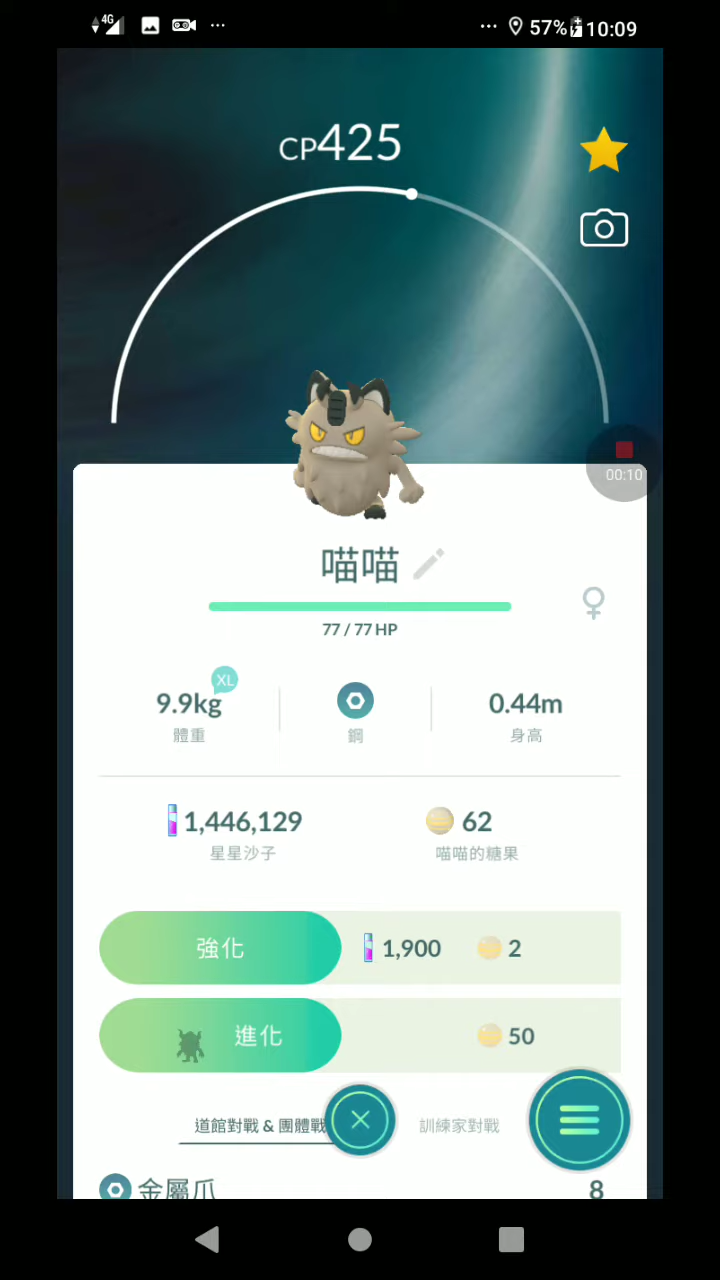 4G
57%
10:09
CP425
00:10
喵喵
77 / 77 HP
XL
9.9kg
體重
鋼
0.44m
身高
1,446,129
星星沙子
62
喵喵的糖果
強化
1,900
2
進化
50
道館對戰 & 團體戰
訓練家對戰
金屬爪
8